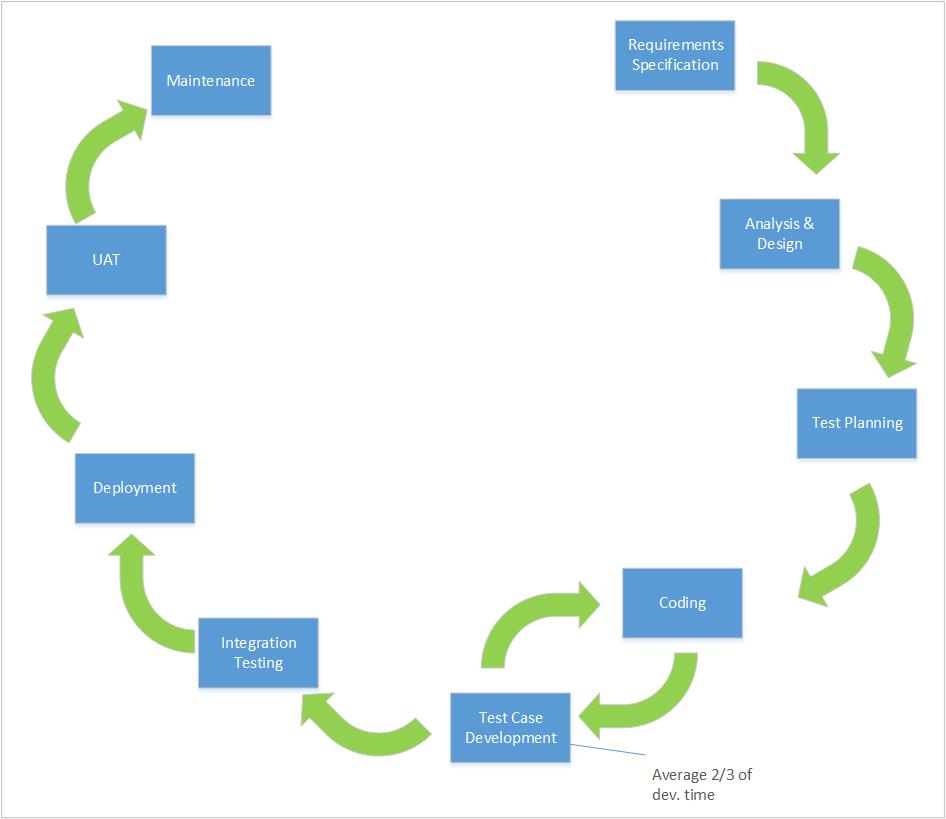 Requirements
Specification
Maintenance
Analysis &
Design
UAT
Test Planning
Deployment
Coding
Integration
Testing
Test Case
Development
Average 2/3 of
dev. time